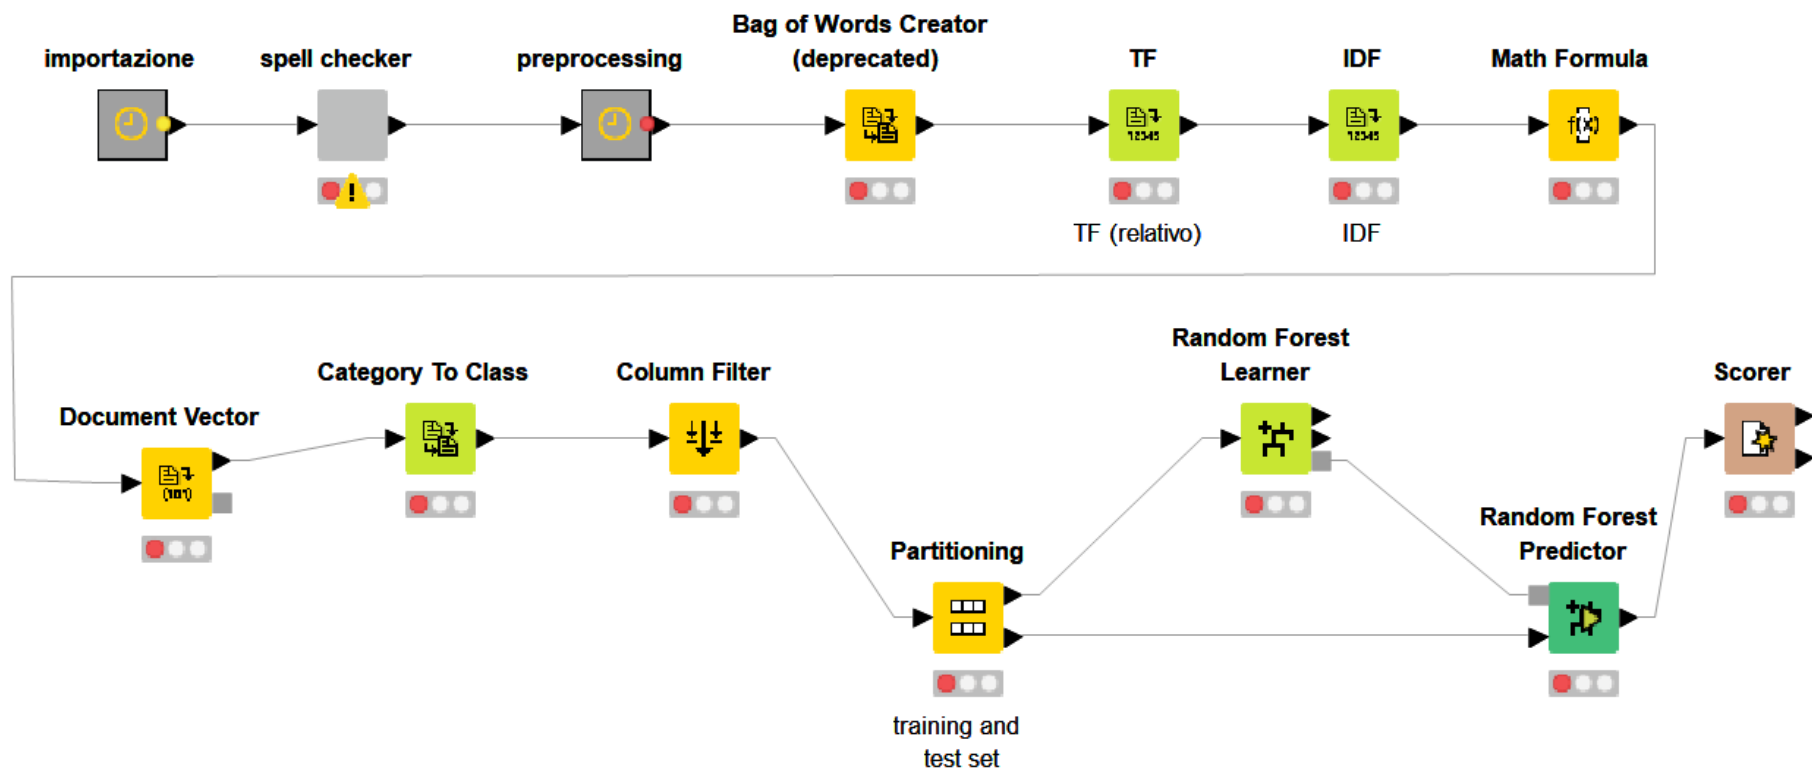 importazione
spell checker
preprocessing
Bag of Words Creator
(deprecated)
TF
IDF
Math Formula
TF (relativo)
IDF
Document Vector
Category To Class
Column Filter
Partitioning
training and
test set
Random Forest
Learner
Random Forest
Predictor
Scorer